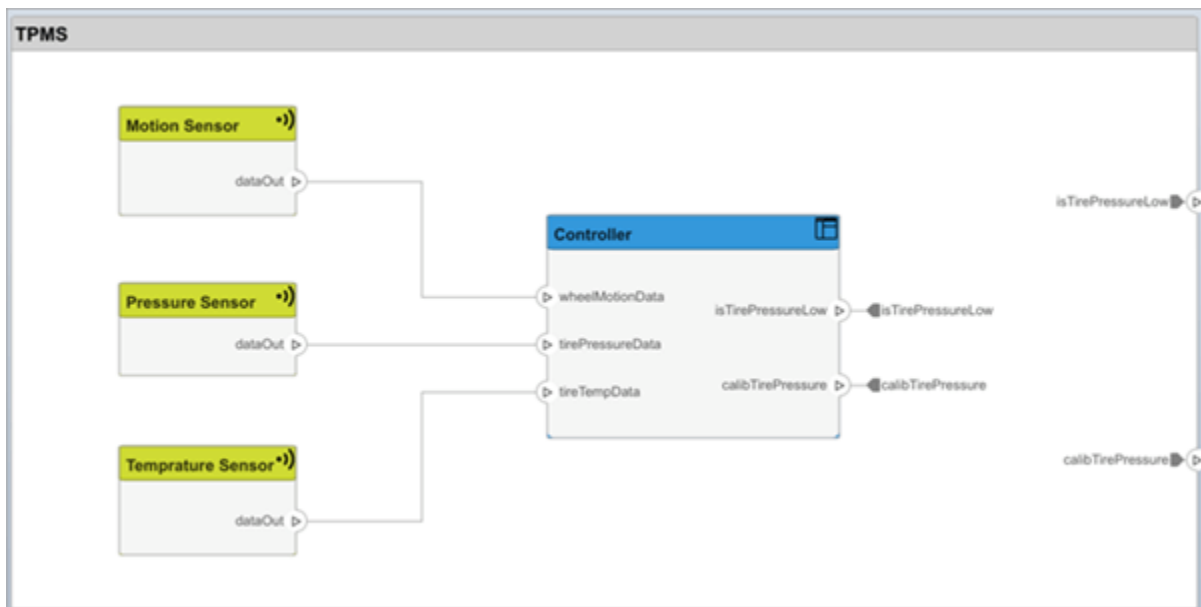 TPMS
Motion Sensor
dataOut
isTirePressureLow
Controller
wheelMotionData
Pressure Sensor
isTirePressureLow
isTirePressureLow
dataOut
tirePressureData
calibTirePressure
calibTirePressure
tireTempData
Temprature Sensor
calibTirePressure
dataOut